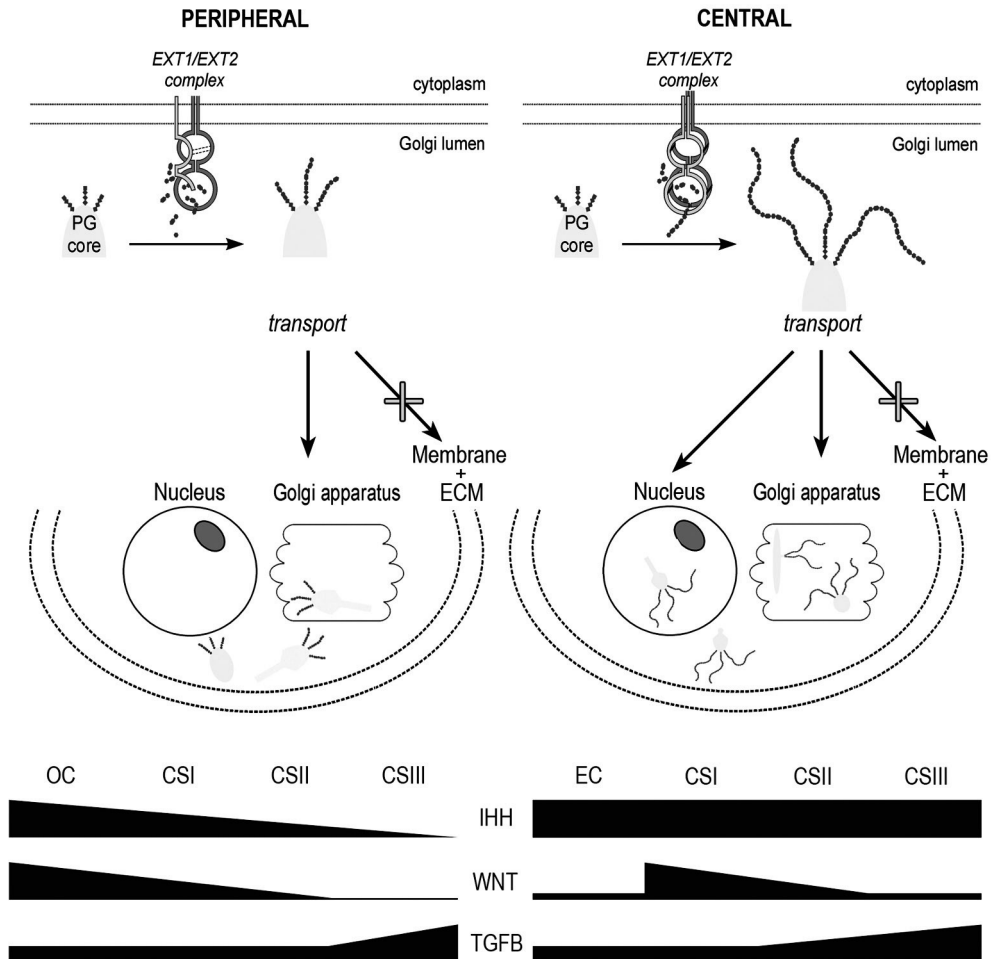 PERIPHERAL
EXT1/EXT2
complex
cytoplasm
Golgi lumen
PG
core
transport
Membrane
+
ECM
Nucleus
Golgi apparatus
CENTRAL
EXT1/EXT2
complex
cytoplasm
Golgi lumen
PG
core
transport
Membrane
+
ECM
Nucleus
Golgi apparatus
OC CSI CSII CSIII
EC CSI CSII CSIII
IHH
WNT
TGFB